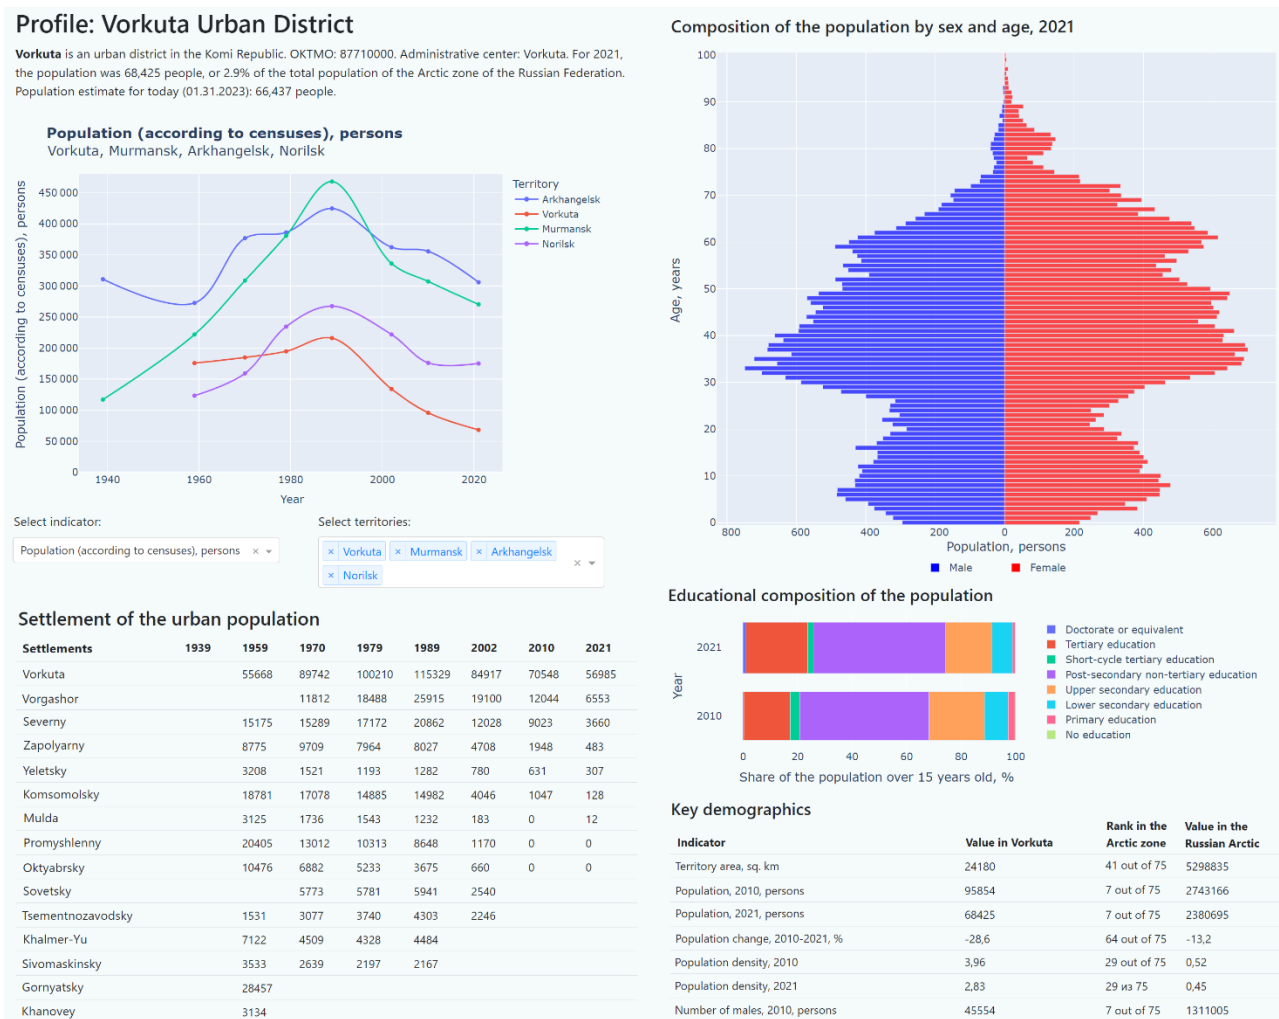 Profile: Vorkuta Urban District
Vorkuta is an urban district in the Komi Republic. OKTMO: 87710000. Administrative center: Vorkuta. For 2021,
the population was 68,425 people, or 2.9% of the total population of the Arctic zone of the Russian Federation.
Population estimate for today (01.31.2023): 66,437 people.
Population (according to censuses), persons
Vorkuta, Murmansk, Arkhangelsk, Norilsk
Population (according to censuses), persons
450 000
400 000
350 000
300 000
250 000
200 000
150 000
100 000
50 000
0
1940 1960 1980 2000 2020
Year
Territory
Arkhangelsk
Vorkuta
Murmansk
Norilsk
Select indicator:
Population (according to censuses), persons × 
Select territories:
× Vorkuta × Murmansk × Arkhangelsk
× Norilsk
×
Settlement of the urban population
Settlements 1939 1959 1970 1979 1989 2002 2010 2021
Vorkuta 55668 89742 100210 115329 84917 70548 56985
Vorgashor 11812 18488 25915 19100 12044 6553
Severny 15175 15289 17172 20862 12028 9023 3660
Zapolyarny 8775 9709 7964 8027 4708 1948 483
Yeletsky 3208 1521 1193 1282 780 631 307
Komsomolsky 18781 17078 14885 14982 4046 1047 128
Mulda 3125 1736 1543 1232 183 0 12
Promyshlenny 20405 13012 10313 8648 1170 0 0
Oktyabrsky 10476 6882 5233 3675 660 0 0
Sovetsky 5773 5781 5941 2540
Tsementnozavodsky 1531 3077 3740 4303 2246
Khalmer-Yu 7122 4509 4328 4484
Sivomaskinsky 3533 2639 2197 2167
Gornyatsky 28457
Khanovey 3134
Composition of the population by sex and age, 2021
Age, years
100
90
80
70
60
50
40
30
20
10
0
800 600 400 200 0 200 400 600
Population, persons
Male Female
Educational composition of the population
Year
2021
2010
0 20 40 60 80 100
Share of the population over 15 years old, %
Doctorate or equivalent
Tertiary education
Short-cycle tertiary education
Post-secondary non-tertiary education
Upper secondary education
Lower secondary education
Primary education
No education
Key demographics
Indicator Value in Vorkuta Rank in the Arctic zone Value in the Russian Arctic
Territory area, sq. km 24180 41 out of 75 5298835
Population, 2010, persons 95854 7 out of 75 2743166
Population, 2021, persons 68425 7 out of 75 2380695
Population change, 2010-2021, % -28,6 64 out of 75 -13,2
Population density, 2010 3,96 29 out of 75 0,52
Population density, 2021 2,83 29 из 75 0,45
Number of males, 2010, persons 45554 7 out of 75 1311005